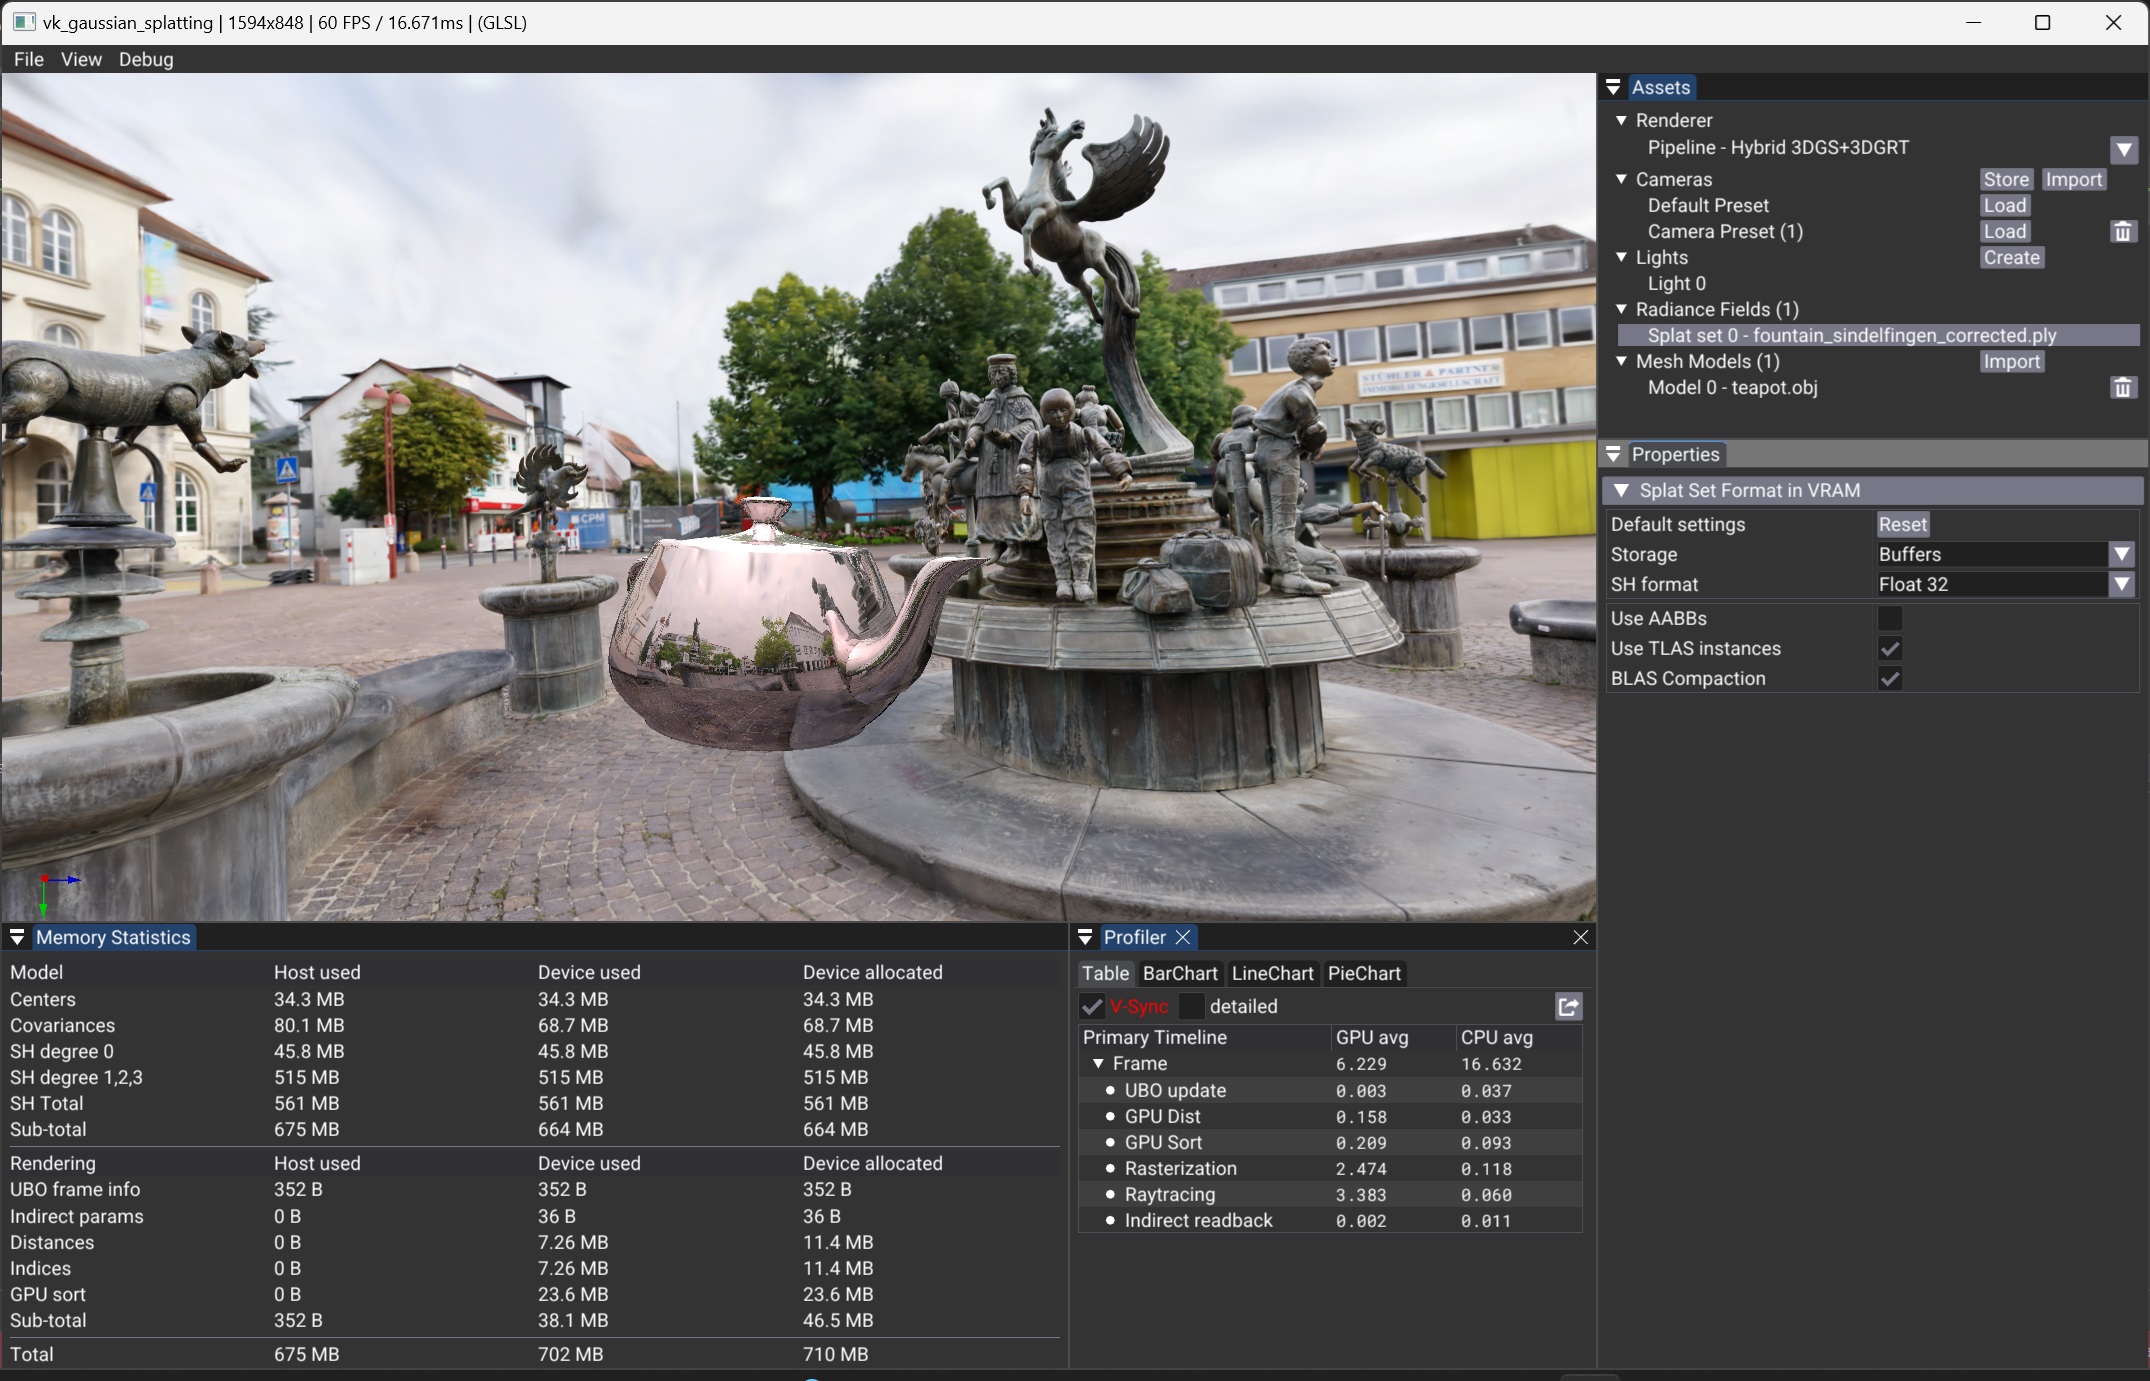 vk_gaussian_splatting | 1594x848 | 60 FPS / 16.671ms | (GLSL)
File View Debug
STÜHLER & PARTNER
IMMOBILIENGESELLSCHAFT
CPM
Assets
Renderer
Pipeline - Hybrid 3DGS+3DGRT
Cameras Store Import
Default Preset Load
Camera Preset (1) Load
Lights Create
Light 0
Radiance Fields (1)
Splat set 0 - fountain_sindelfingen_corrected.ply
Mesh Models (1) Import
Model 0 - teapot.obj
Properties
Splat Set Format in VRAM
Default settings Reset
Storage Buffers
SH format Float 32
Use AABBs
Use TLAS instances
BLAS Compaction
Memory Statistics
Model Host used Device used Device allocated
Centers 34.3 MB 34.3 MB 34.3 MB
Covariances 80.1 MB 68.7 MB 68.7 MB
SH degree 0 45.8 MB 45.8 MB 45.8 MB
SH degree 1,2,3 515 MB 515 MB 515 MB
SH Total 561 MB 561 MB 561 MB
Sub-total 675 MB 664 MB 664 MB
Rendering Host used Device used Device allocated
UBO frame info 352 B 352 B 352 B
Indirect params 0 B 36 B 36 B
Distances 0 B 7.26 MB 11.4 MB
Indices 0 B 7.26 MB 11.4 MB
GPU sort 0 B 23.6 MB 23.6 MB
Sub-total 352 B 38.1 MB 46.5 MB
Total 675 MB 702 MB 710 MB
Profiler
Table BarChart LineChart PieChart
V-Sync detailed
Primary Timeline GPU avg CPU avg
Frame 6.229 16.632
UBO update 0.003 0.037
GPU Dist 0.158 0.033
GPU Sort 0.209 0.093
Rasterization 2.474 0.118
Raytracing 3.383 0.060
Indirect readback 0.002 0.011